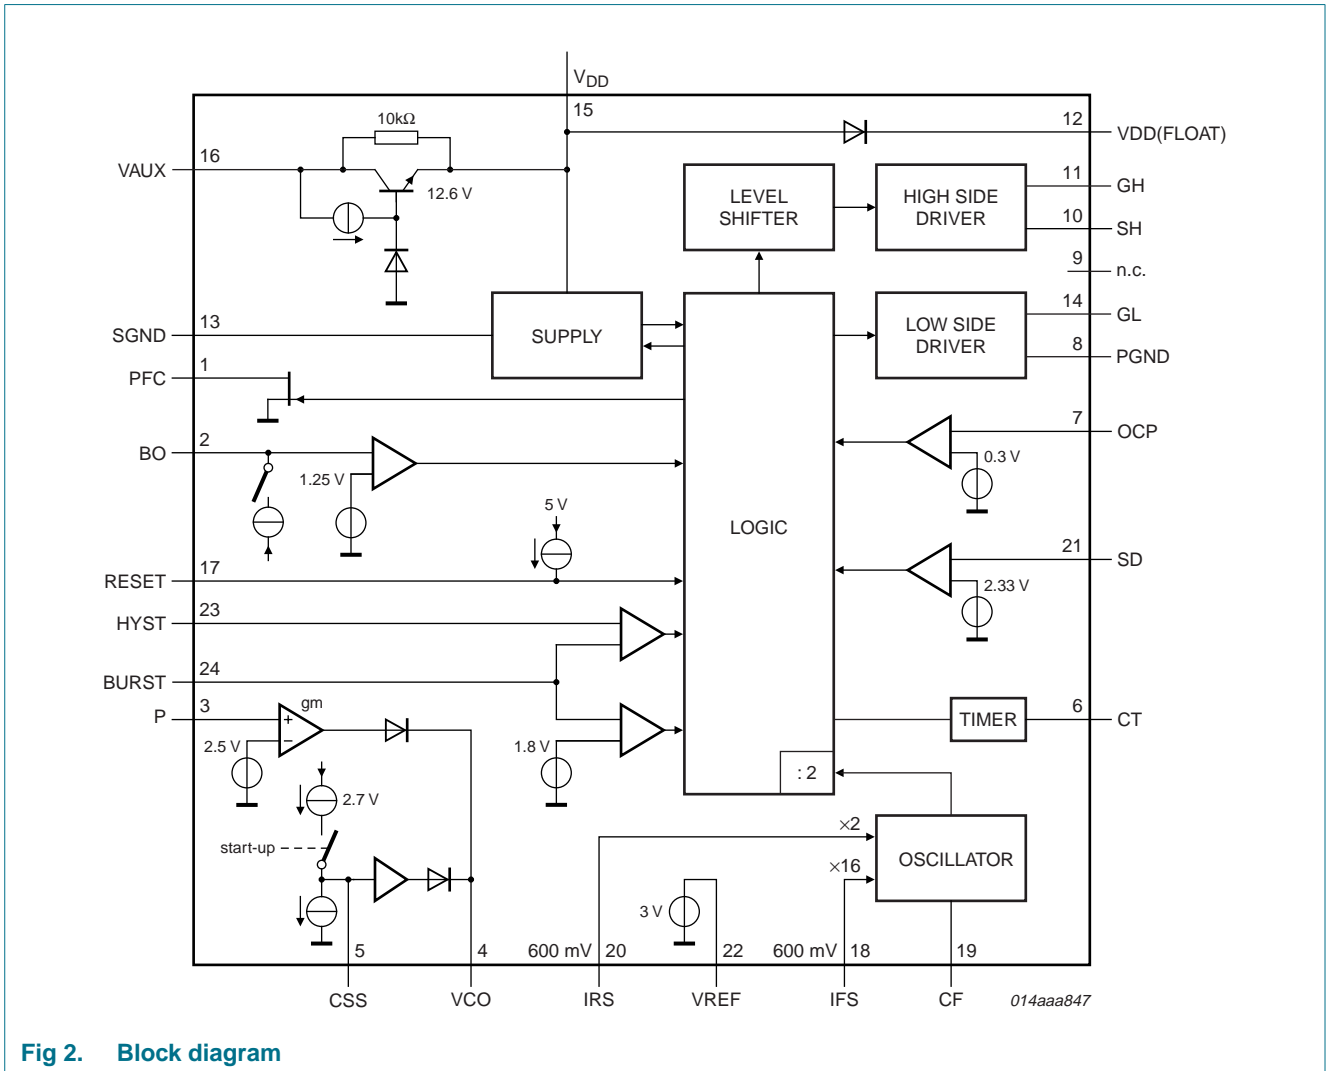 VDD
15
10kΩ
12
VDD(FLOAT)
16
VAUX
12.6 V
LEVEL
SHIFTER
HIGH SIDE
DRIVER
11
GH
10
SH
9
n.c.
13
SGND
SUPPLY
LOW SIDE
DRIVER
14
GL
8
PGND
1
PFC
2
BO
1.25 V
7
OCP
0.3 V
5 V
LOGIC
17
RESET
21
SD
2.33 V
23
HYST
24
BURST
3
P
gm
+
−
2.5 V
1.8 V
TIMER
6
CT
: 2
2.7 V
start-up
×2
×16
OSCILLATOR
3 V
5
4
600 mV
20
22
600 mV
18
19
CSS
VCO
IRS
VREF
IFS
CF
014aaa847
Fig 2. Block diagram